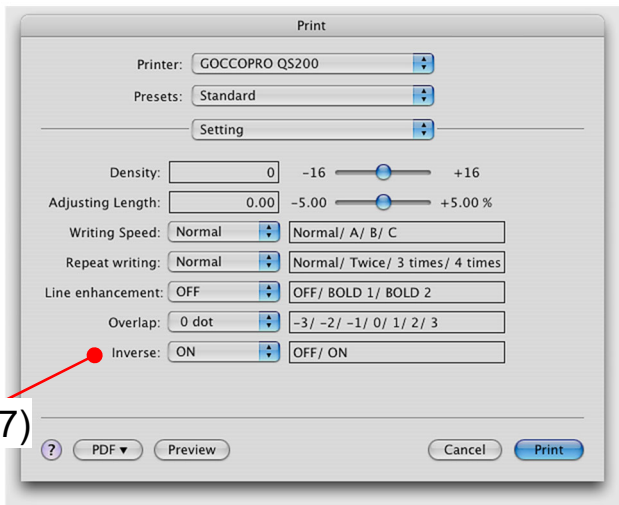 Print
Printer: GOCCOPRO QS200
Presets: Standard
Setting
Density: 0 -16 +16
Adjusting Length: 0.00 -5.00 +5.00 %
Writing Speed: Normal Normal/ A/ B/ C
Repeat writing: Normal Normal/ Twice/ 3 times/ 4 times
Line enhancement: OFF OFF/ BOLD 1/ BOLD 2
Overlap: 0 dot -3/ -2/ -1/ 0/ 1/ 2/ 3
Inverse: ON OFF/ ON
7)
? PDF ▼ Preview Cancel Print